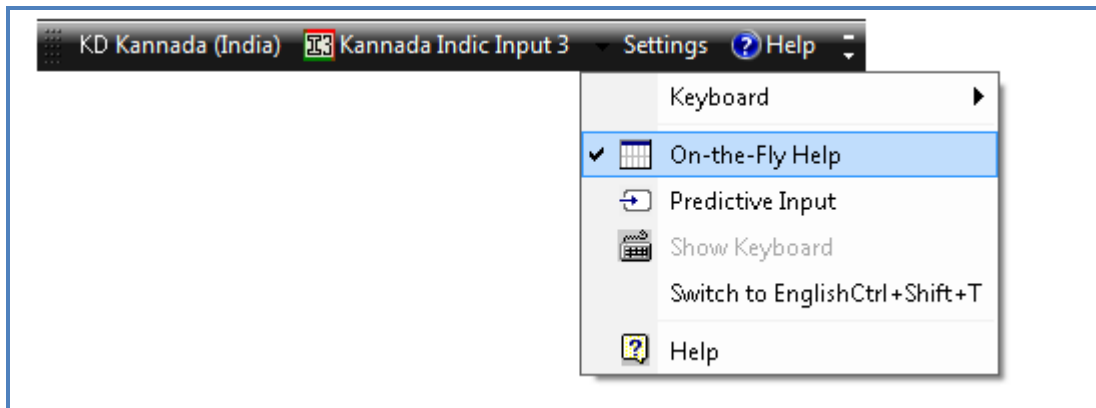 KD Kannada (India) Kannada Indic Input 3 Settings Help
Keyboard
On-the-Fly Help
Predictive Input
Show Keyboard
Switch to EnglishCtrl+Shift+T
Help